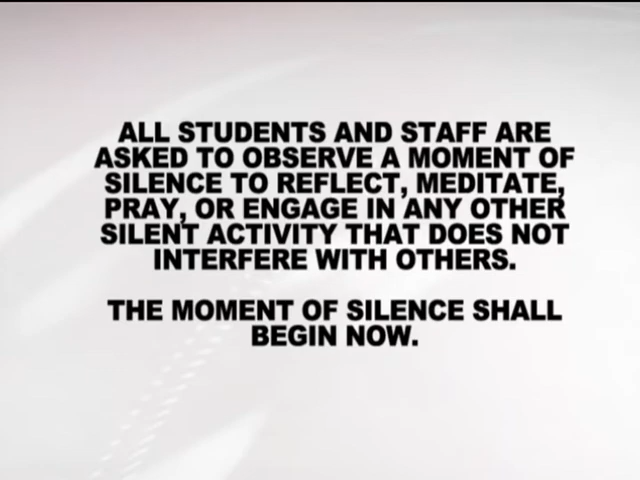 ALL STUDENTS AND STAFF ARE
ASKED TO OBSERVE A MOMENT OF
SILENCE TO REFLECT, MEDITATE,
PRAY, OR ENGAGE IN ANY OTHER
SILENT ACTIVITY THAT DOES NOT
INTERFERE WITH OTHERS.
THE MOMENT OF SILENCE SHALL
BEGIN NOW.